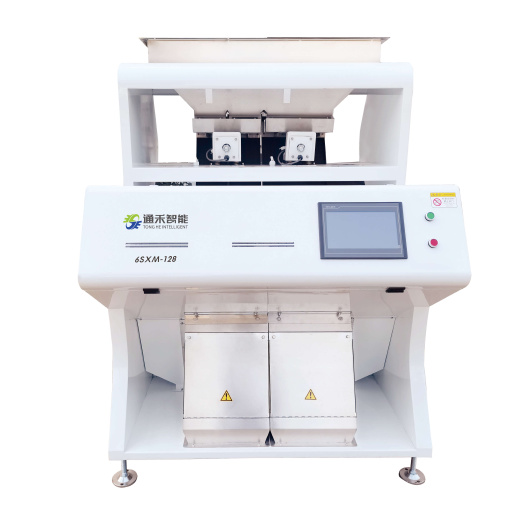 通禾智能
TONG HE INTELLIGENT
6SXM-128